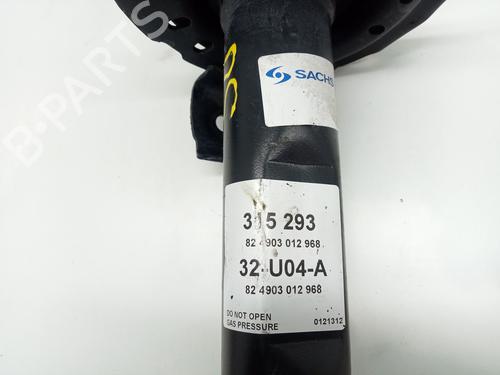 SACHS
315 293
82 4903 012 968
32-U04-A
82 4903 012 968
DO NOT OPEN
GAS PRESSURE 0121312
B-PARTS